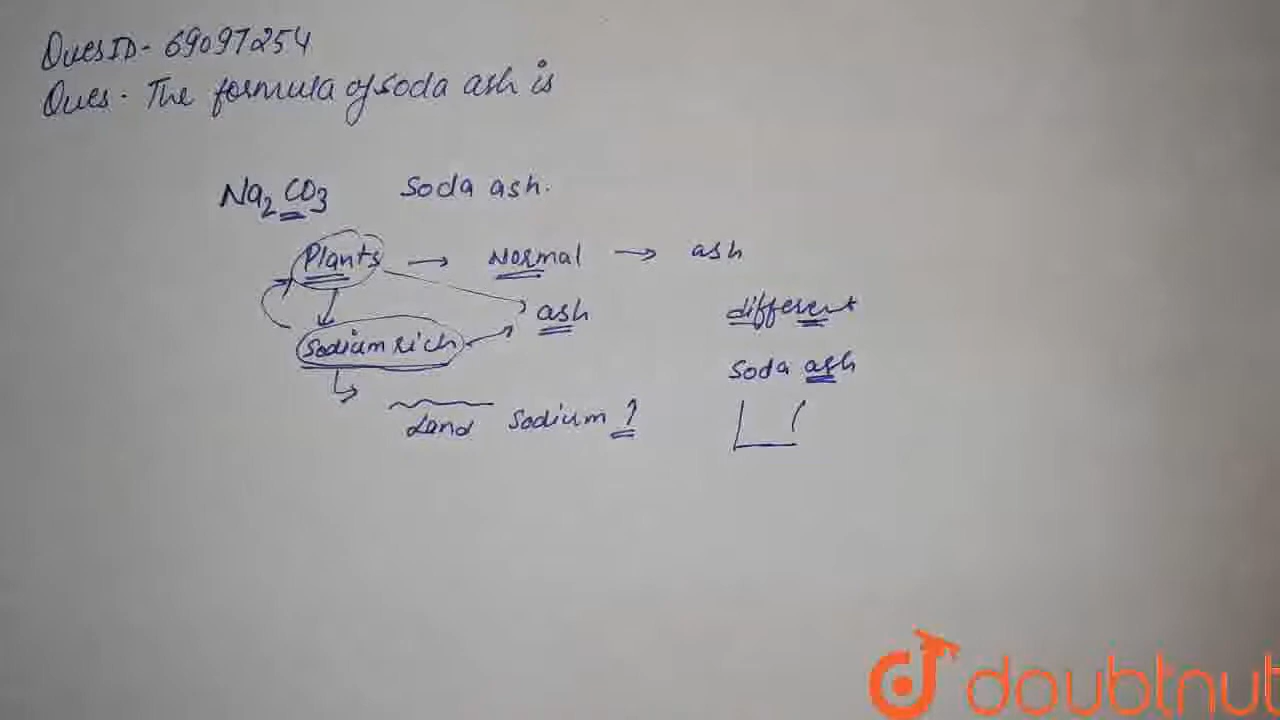 QuesID- 69097254
Ques. The formula of soda ash is
Na2CO3 Soda ash.
Plants → Normal → ash
ash
different
Sodium rich
Soda ash
Land Sodium ?
doubtnut